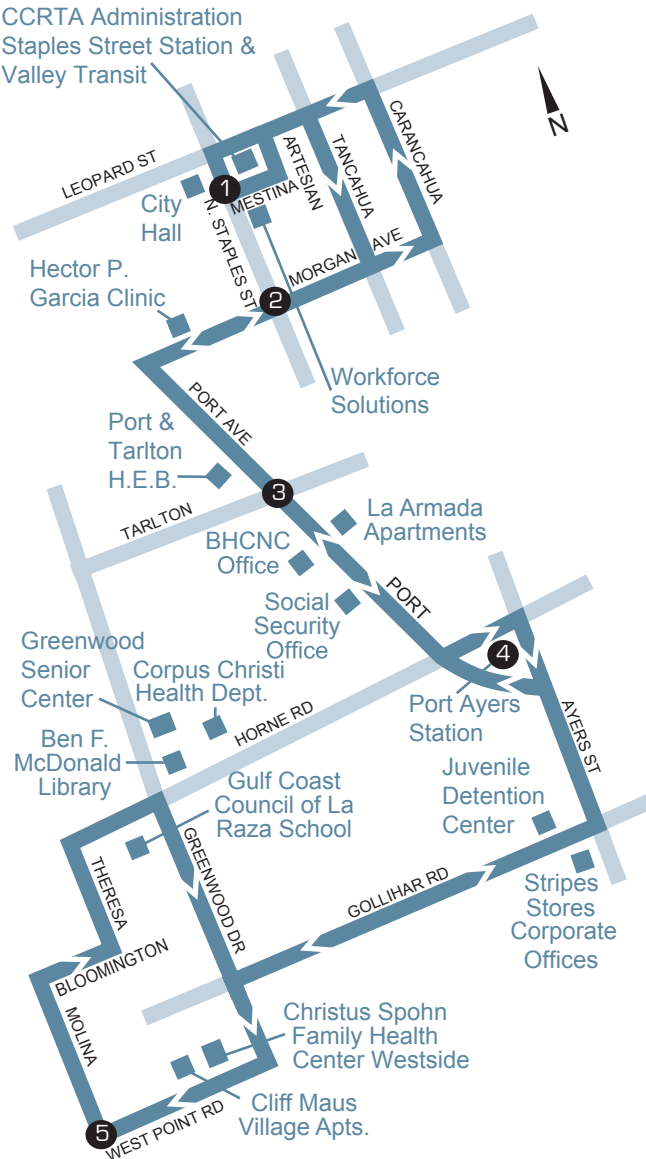 CCRTA Administration
Staples Street Station &
Valley Transit
LEOPARD ST
City
Hall
1
MESTINA
ARTESIAN
TANCAHUA
CARANCAHUA
N
N. STAPLES ST
MORGAN AVE
2
Hector P.
Garcia Clinic
Workforce
Solutions
PORT AVE
Port &
Tarlton
H.E.B.
3
TARLTON
La Armada
Apartments
BHCNC
Office
PORT
Social
Security
Office
4
Port Ayers
Station
AYERS ST
Greenwood
Senior
Center
Corpus Christi
Health Dept.
HORNE RD
Ben F.
McDonald
Library
Gulf Coast
Council of La
Raza School
Juvenile
Detention
Center
THERESA
GREENWOOD DR
GOLLIHAR RD
Stripes
Stores
Corporate
Offices
BLOOMINGTON
MOLINA
Christus Spohn
Family Health
Center Westside
Cliff Maus
Village Apts.
5
WEST POINT RD